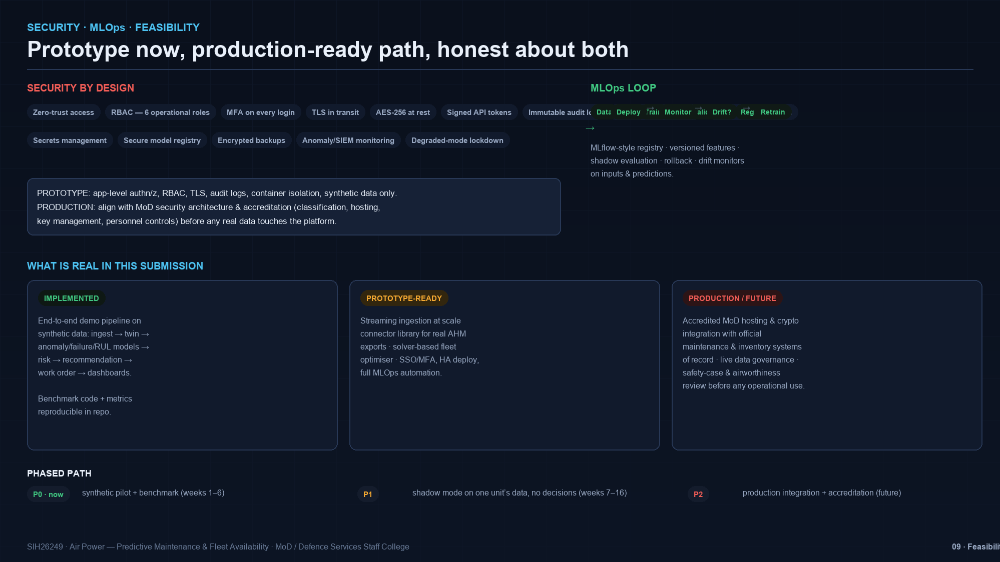 SECURITY · MLOps · FEASIBILITY
Prototype now, production-ready path, honest about both
SECURITY BY DESIGN
Zero-trust access RBAC — 6 operational roles MFA on every login TLS in transit AES-256 at rest Signed API tokens Immutable audit
Secrets management Secure model registry Encrypted backups Anomaly/SIEM monitoring Degraded-mode lockdown
PROTOTYPE: app-level authn/z, RBAC, TLS, audit logs, container isolation, synthetic data only.
PRODUCTION: align with MoD security architecture & accreditation (classification, hosting,
key management, personnel controls) before any real data touches the platform.
MLOps LOOP
Data Deploy → Monitor → Drift? → Retrain
→
MLflow-style registry · versioned features ·
shadow evaluation · rollback · drift monitors
on inputs & predictions.
WHAT IS REAL IN THIS SUBMISSION
IMPLEMENTED
End-to-end demo pipeline on
synthetic data: ingest → twin →
anomaly/failure/RUL models →
risk → recommendation →
work order → dashboards.
Benchmark code + metrics
reproducible in repo.
PROTOTYPE-READY
Streaming ingestion at scale
connector library for real AHM
exports · solver-based fleet
optimiser · SSO/MFA, HA deploy,
full MLOps automation.
PRODUCTION / FUTURE
Accredited MoD hosting & crypto
integration with official
maintenance & inventory systems
of record · live data governance ·
safety-case & airworthiness
review before any operational use.
PHASED PATH
P0 · now synthetic pilot + benchmark (weeks 1–6)
P1 shadow mode on one unit’s data, no decisions (weeks 7–16)
P2 production integration + accreditation (future)
SIH26249 · Air Power — Predictive Maintenance & Fleet Availability · MoD / Defence Services Staff College
09 · Feasibilit